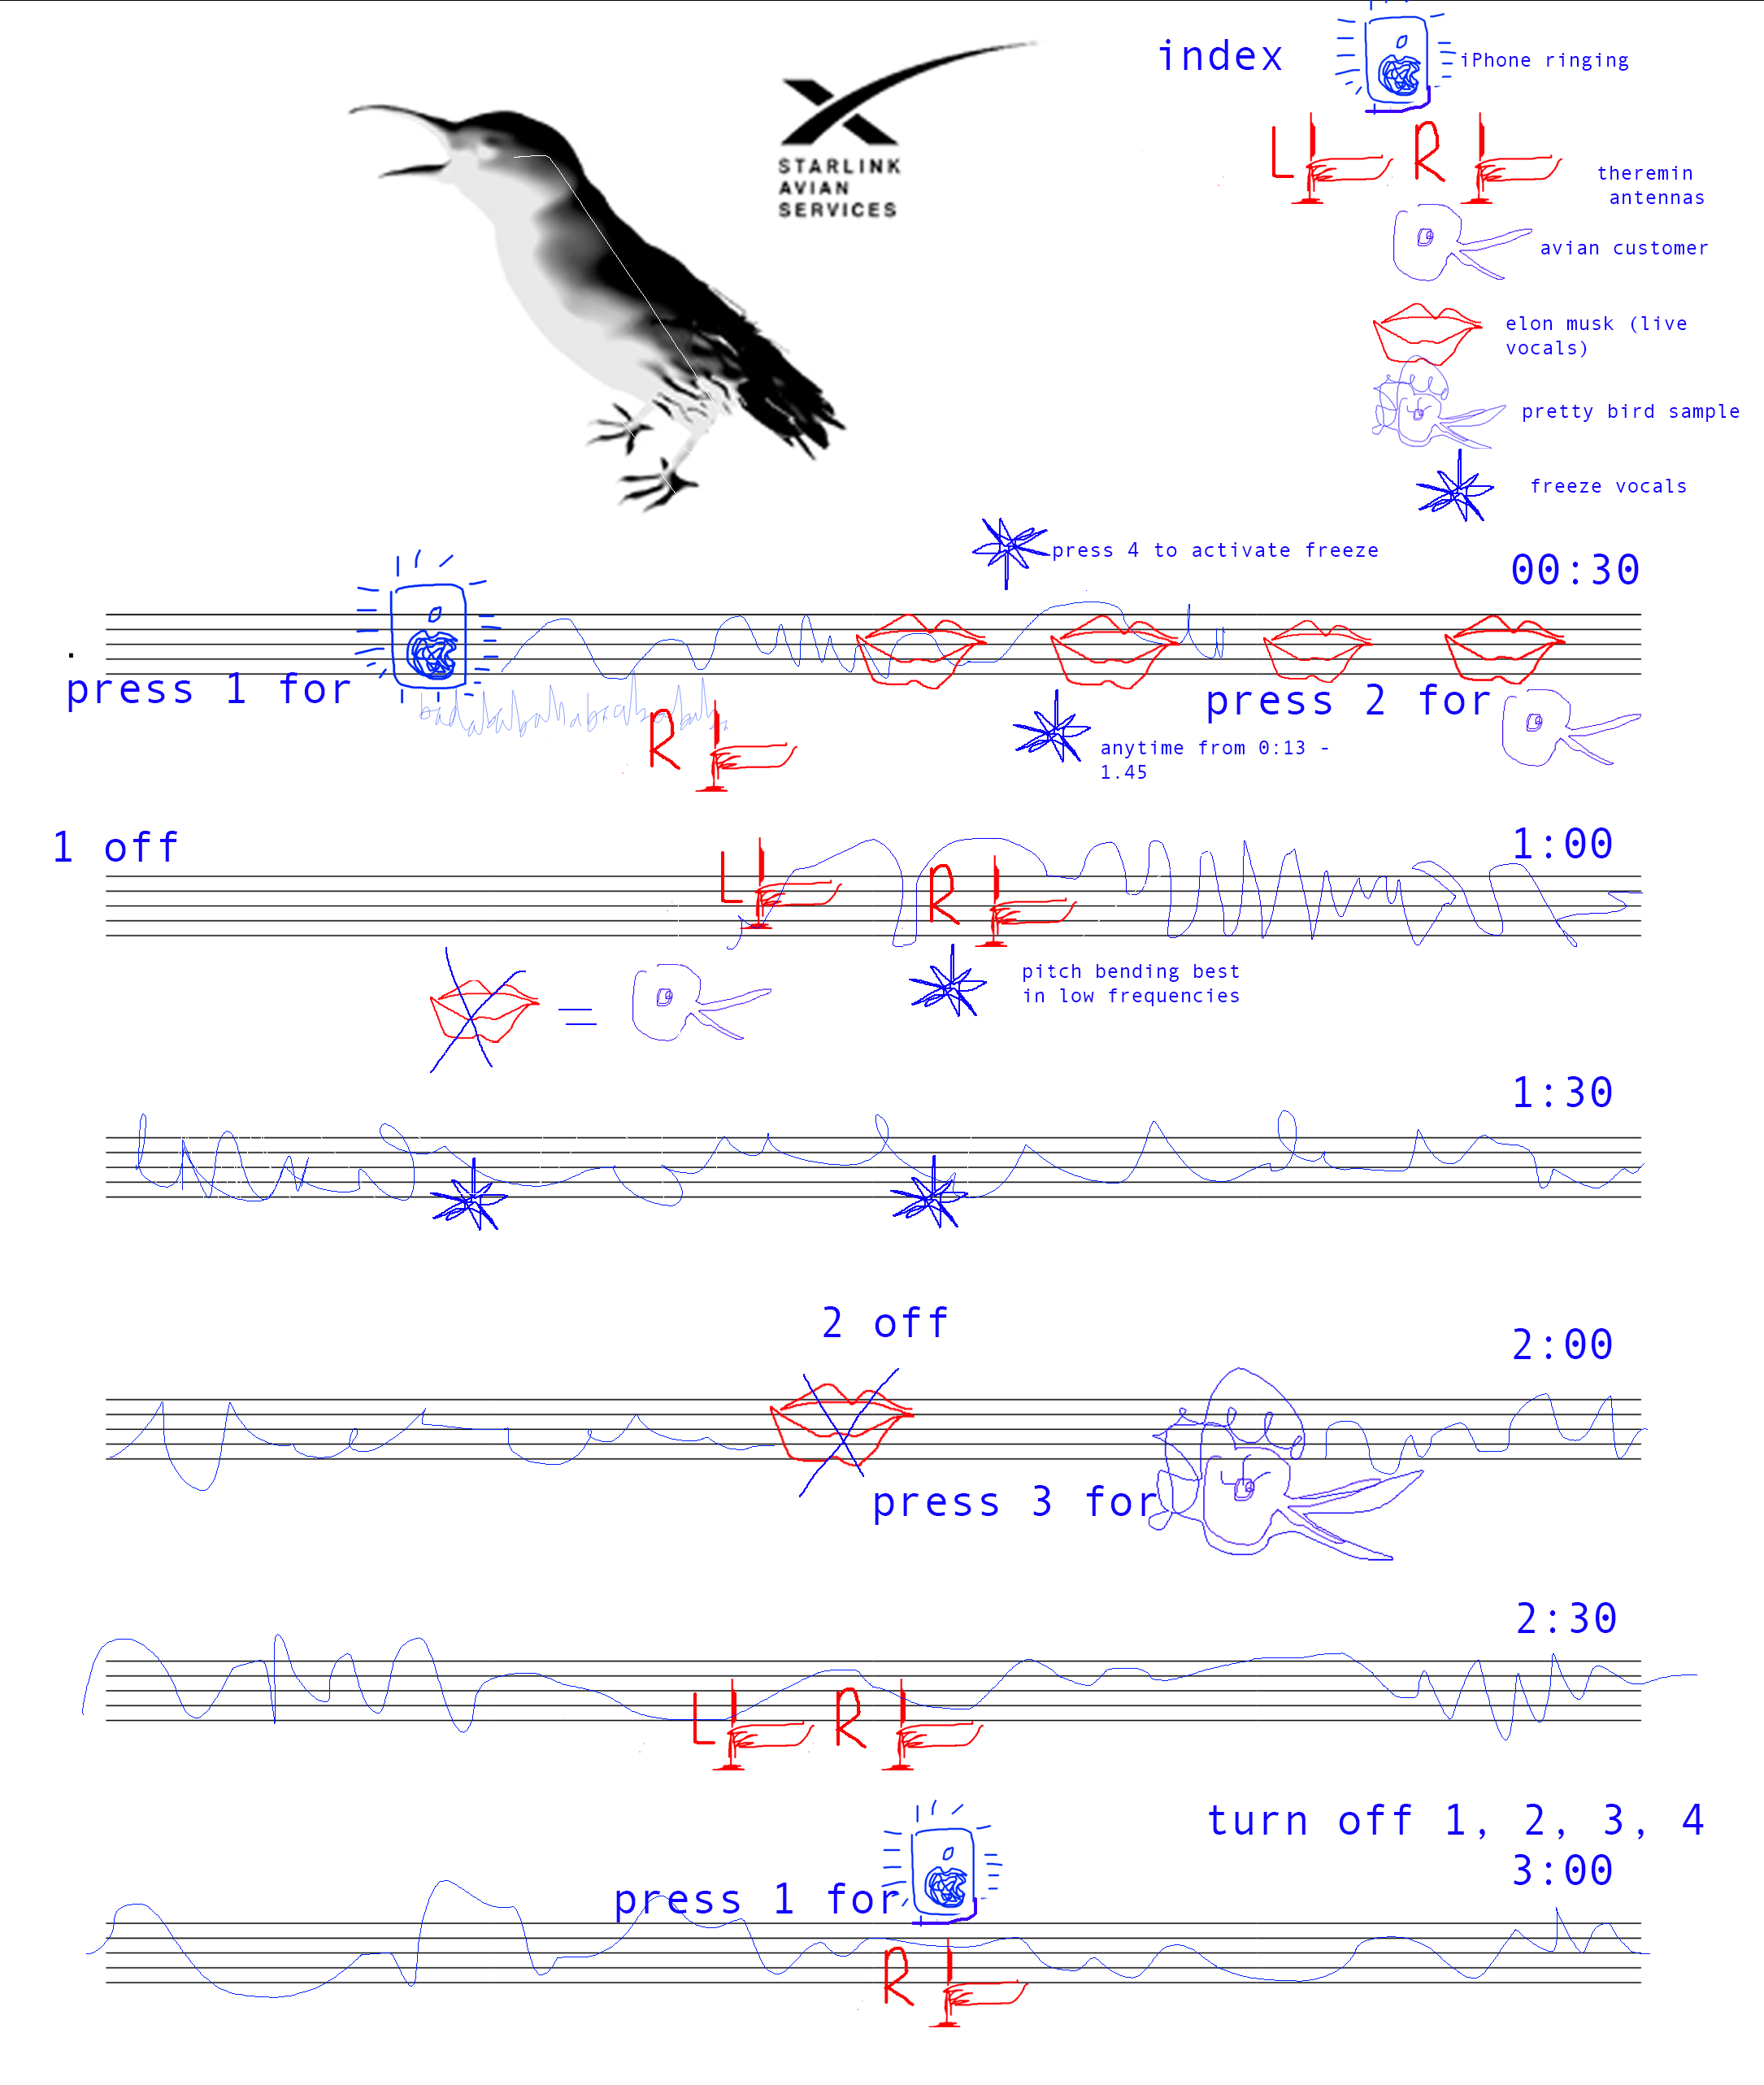 index
iPhone ringing
STARLINK
AVIAN
SERVICES
L R
theremin
antennas
avian customer
elon musk (live
vocals)
pretty bird sample
freeze vocals
press 4 to activate freeze
00:30
press 1 for
R
press 2 for
anytime from 0:13 -
1.45
1 off
1:00
L R
pitch bending best
in low frequencies
=
1:30
2 off
2:00
press 3 for
2:30
L R
turn off 1, 2, 3, 4
3:00
press 1 for
R